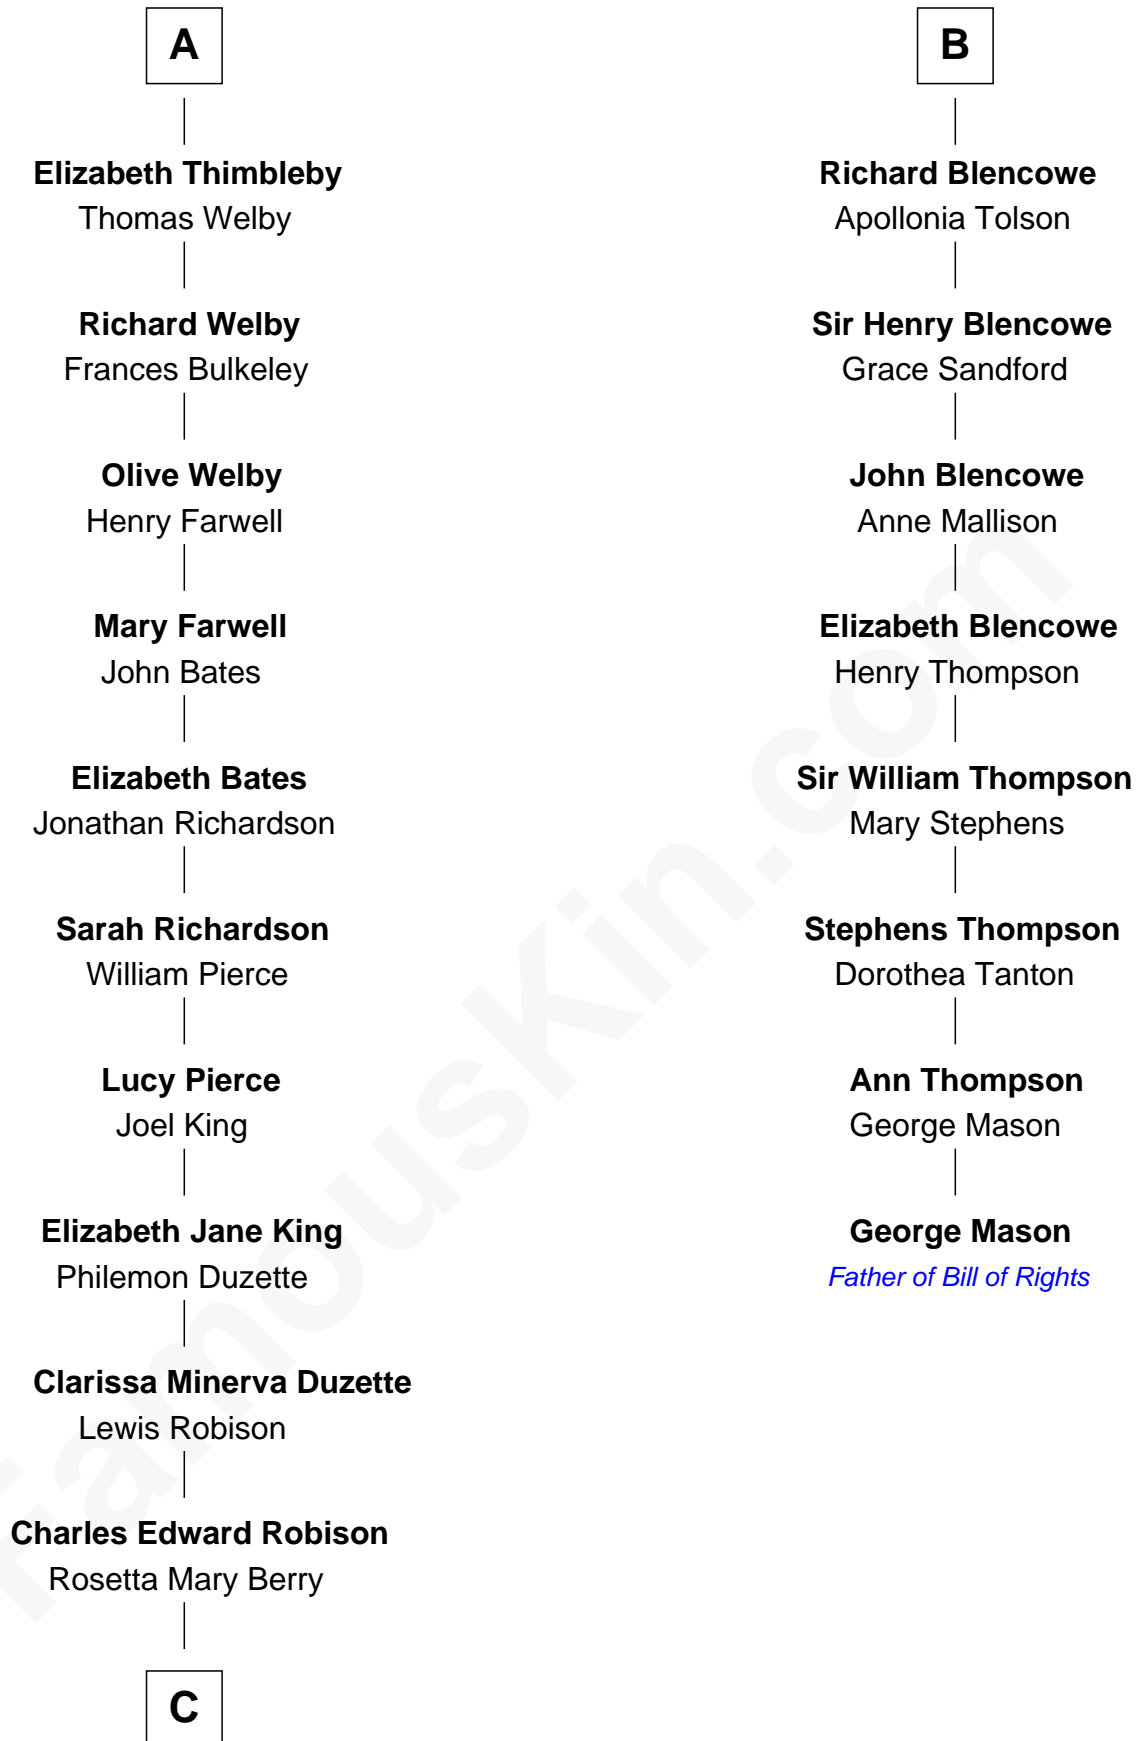 A
Elizabeth Thimbleby
Thomas Welby
Richard Welby
Frances Bulkeley
Olive Welby
Henry Farwell
Mary Farwell
John Bates
Elizabeth Bates
Jonathan Richardson
Sarah Richardson
William Pierce
Lucy Pierce
Joel King
Elizabeth Jane King
Philemon Duzette
Clarissa Minerva Duzette
Lewis Robison
Charles Edward Robison
Rosetta Mary Berry
C
B
Richard Blencowe
Apollonia Tolson
Sir Henry Blencowe
Grace Sandford
John Blencowe
Anne Mallison
Elizabeth Blencowe
Henry Thompson
Sir William Thompson
Mary Stephens
Stephens Thompson
Dorothea Tanton
Ann Thompson
George Mason
George Mason
Father of Bill of Rights
FamousKin.com